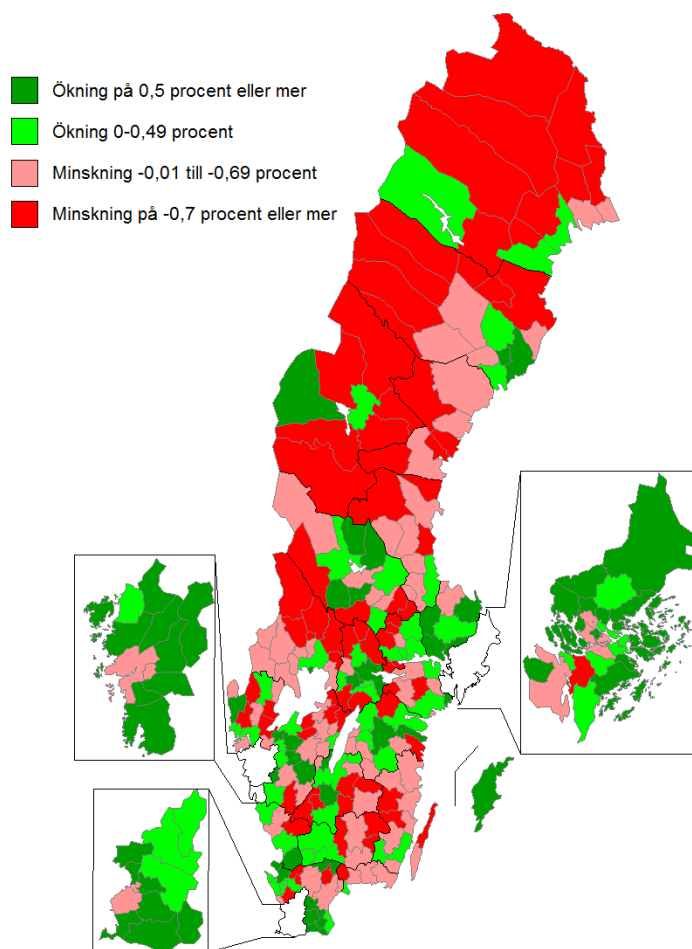 Ökning på 0,5 procent eller mer
Ökning 0-0,49 procent
Minskning -0,01 till -0,69 procent
Minskning på -0,7 procent eller mer